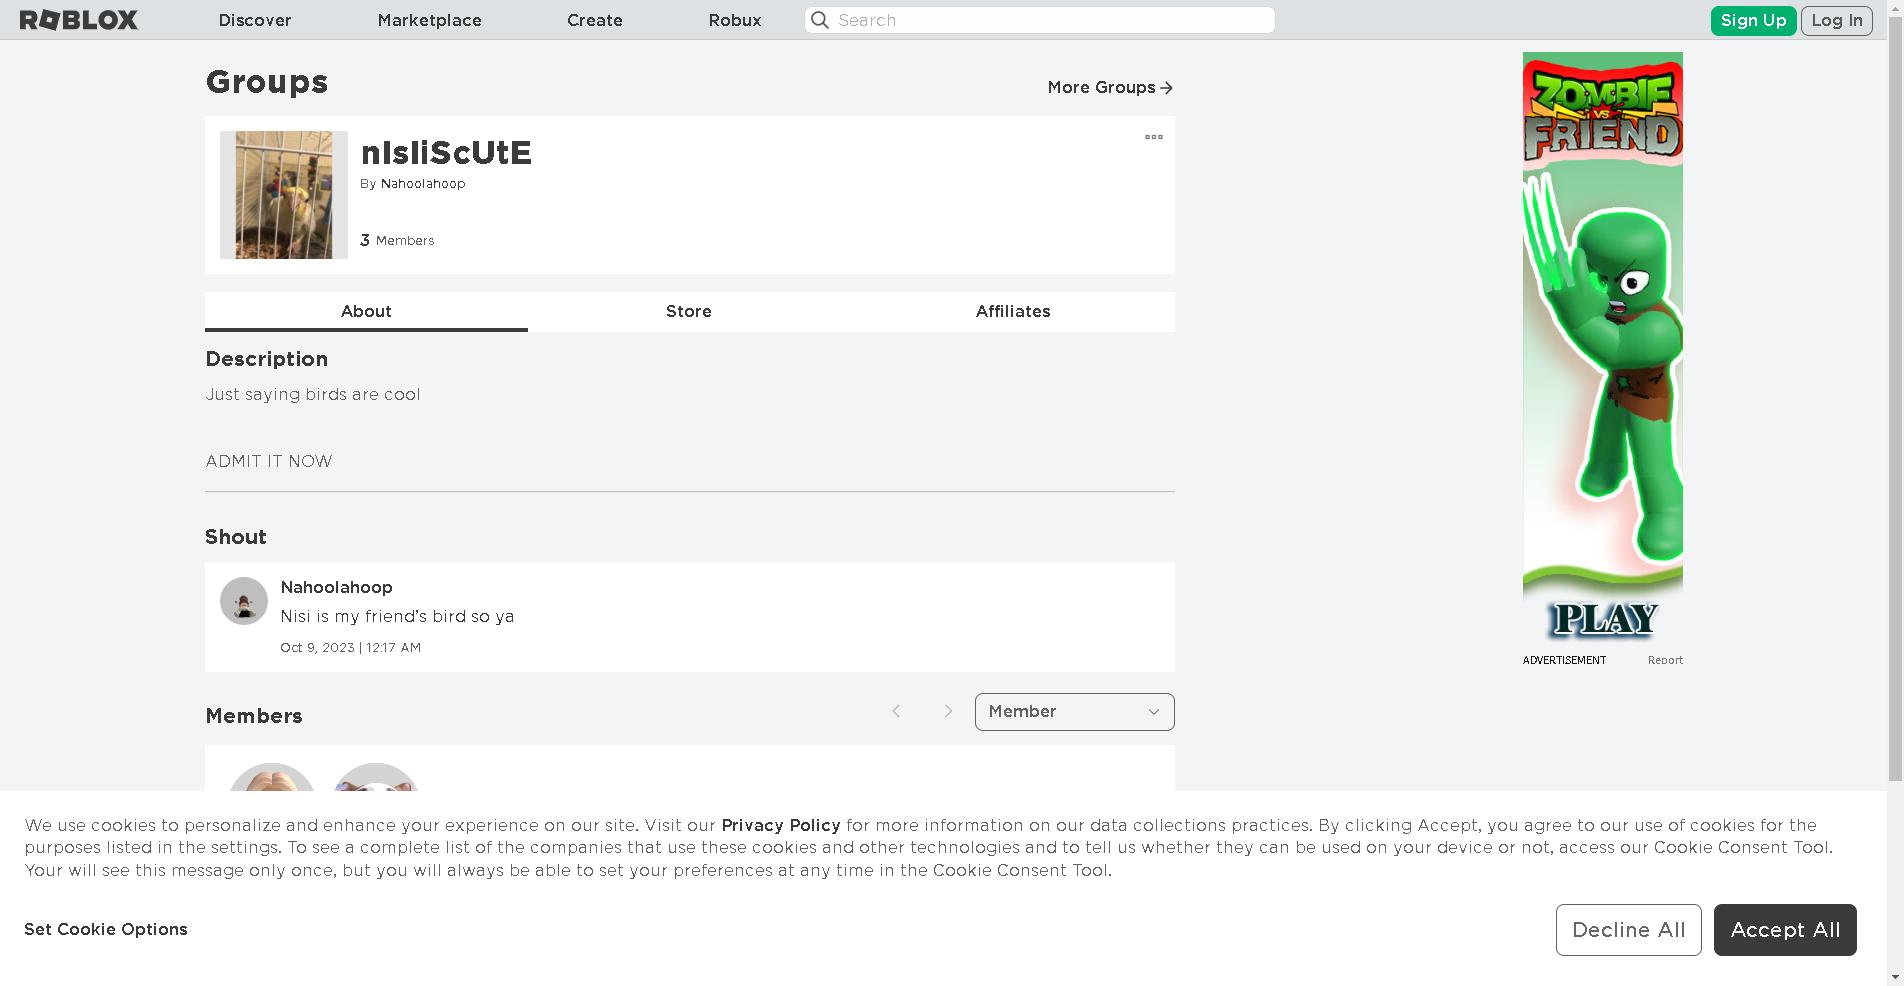 ROBLOX Discover Marketplace Create Robux Search Sign Up Log In
Groups
More Groups
nIsIiScUtE
By Nahoolahoop
3 Members
About Store Affiliates
Description
Just saying birds are cool
ADMIT IT NOW
Shout
Nahoolahoop
Nisi is my friend's bird so ya
Oct 9, 2023 | 12:17 AM
Members
Member
ZOMBIE
VS
FRIEND
PLAY
ADVERTISEMENT Report
We use cookies to personalize and enhance your experience on our site. Visit our Privacy Policy for more information on our data collections practices. By clicking Accept, you agree to our use of cookies for the
purposes listed in the settings. To see a complete list of the companies that use these cookies and other technologies and to tell us whether they can be used on your device or not, access our Cookie Consent Tool.
Your will see this message only once, but you will always be able to set your preferences at any time in the Cookie Consent Tool.
Set Cookie Options
Decline All
Accept All